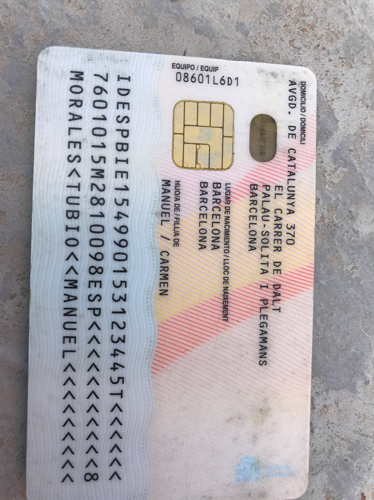 DOMICILIO / DOMICILI
AVGD. DE CATALUNYA 370
EL CARRER DE DALT
PALAU-SOLITA I PLEGAMANS
BARCELONA
LUGAR DE NACIMIENTO / LLOC DE NAIXEMENT
BARCELONA
BARCELONA
HIJO/A DE / FILL/A DE
MANUEL / CARMEN
EQUIPO / EQUIP
08601L6D1
IDESPBIE154990153123445T<<<<<<
7601015M2810098ESP<<<<<<<<<<<8
MORALES<TUBIO<<MANUEL<<<<<<<<<